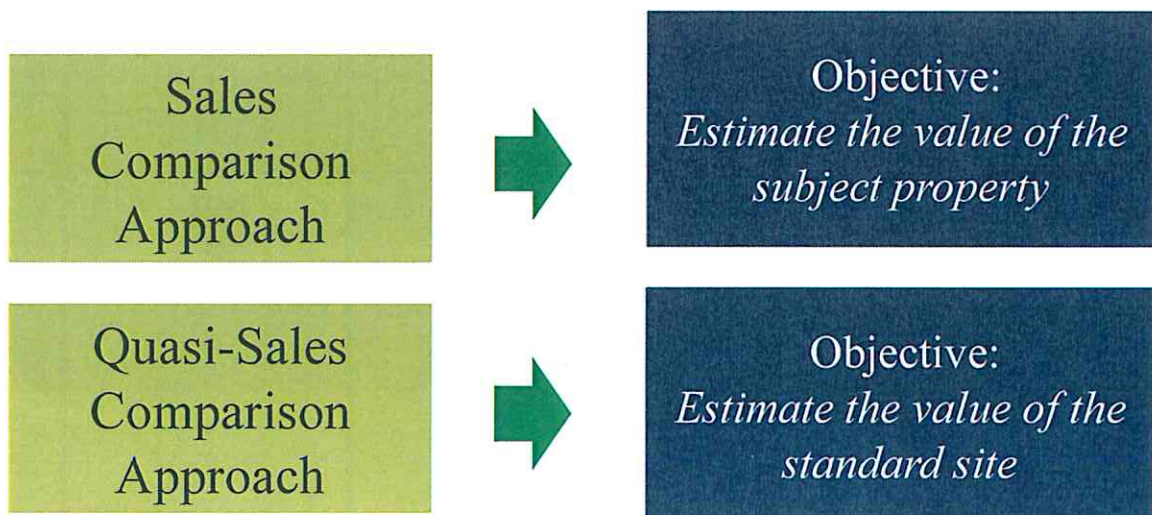 Sales
Comparison
Approach
Objective:
Estimate the value of the
subject property
Quasi-Sales
Comparison
Approach
Objective:
Estimate the value of the
standard site